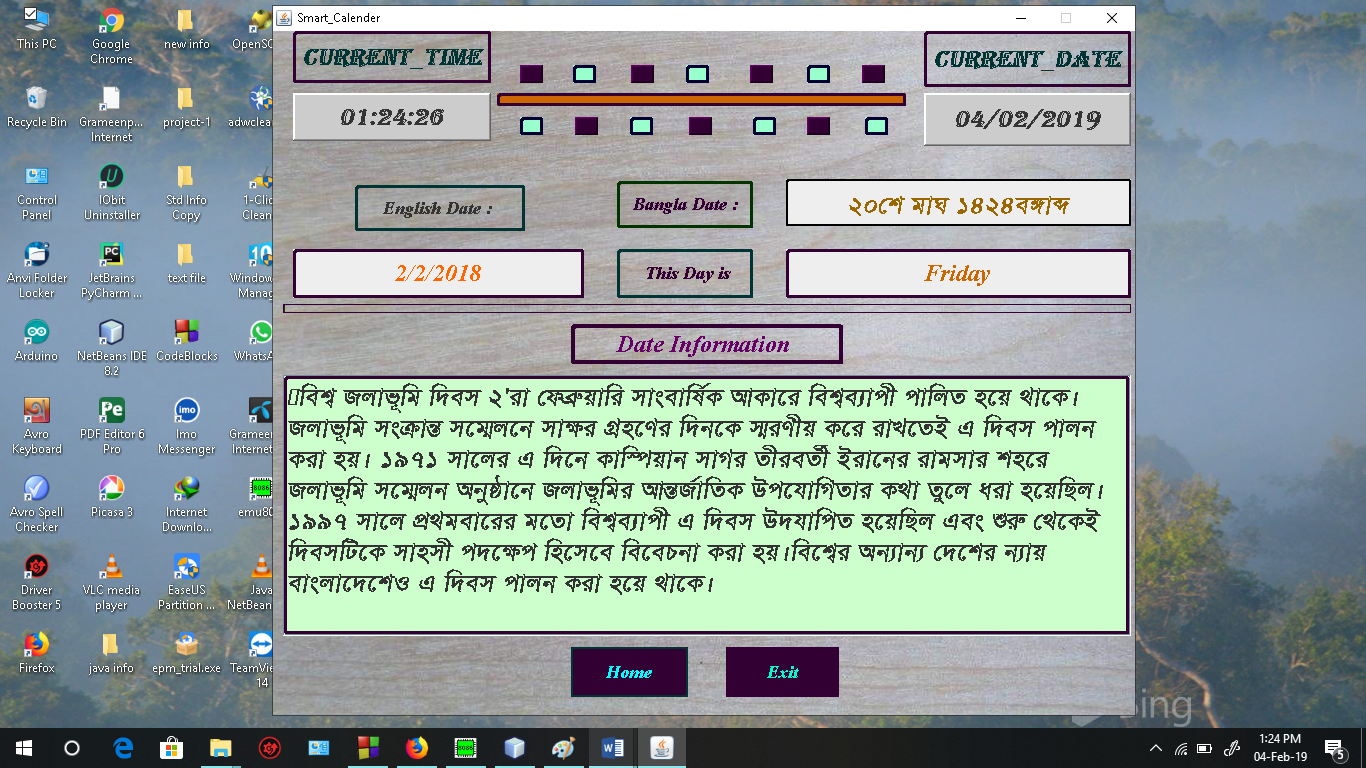 This PC
Google
Chrome
new info
OpenSC
Recycle Bin
Grameenp...
Internet
project-1
adwclea
Control
Panel
IObit
Uninstaller
Std Info
Copy
1-Clic
Clean
Anvi Folder
Locker
JetBrains
PyCharm ...
text file
Window
Manag
Arduino
NetBeans IDE
8.2
CodeBlocks
WhatsA
Avro
Keyboard
PDF Editor 6
Pro
Imo
Messenger
Grameen
Internet
Avro Spell
Checker
Picasa 3
Internet
Downlo...
emu80
Driver
Booster 5
VLC media
player
EaseUS
Partition ...
Java
NetBean
Firefox
java info
epm_trial.exe
TeamVie
14
Smart_Calender
CURRENT_TIME
CURRENT_DATE
01:24:26
04/02/2019
English Date :
Bangla Date :
২০শে মাঘ ১৪২৪বঙ্গাব্দ
2/2/2018
This Day is
Friday
Date Information
বিশ্ব জলাভূমি দিবস ২'রা ফেব্রুয়ারি সাংবার্ষিক আকারে বিশ্বব্যাপী পালিত হয়ে থাকে।
জলাভূমি সংক্রান্ত সম্মেলনে সাক্ষর গ্রহণের দিনকে স্মরণীয় করে রাখতেই এ দিবস পালন
করা হয়। ১৯৭১ সালের এ দিনে কাস্পিয়ান সাগর তীরবর্তী ইরানের রামসার শহরে
জলাভূমি সম্মেলন অনুষ্ঠানে জলাভূমির আন্তর্জাতিক উপযোগিতার কথা তুলে ধরা হয়েছিল।
১৯৯৭ সালে প্রথমবারের মতো বিশ্বব্যাপী এ দিবস উদযাপিত হয়েছিল এবং শুরু থেকেই
দিবসটিকে সাহসী পদক্ষেপ হিসেবে বিবেচনা করা হয়।বিশ্বের অন্যান্য দেশের ন্যায়
বাংলাদেশেও এ দিবস পালন করা হয়ে থাকে।
Home
Exit
Bing
1:24 PM
04-Feb-19
5